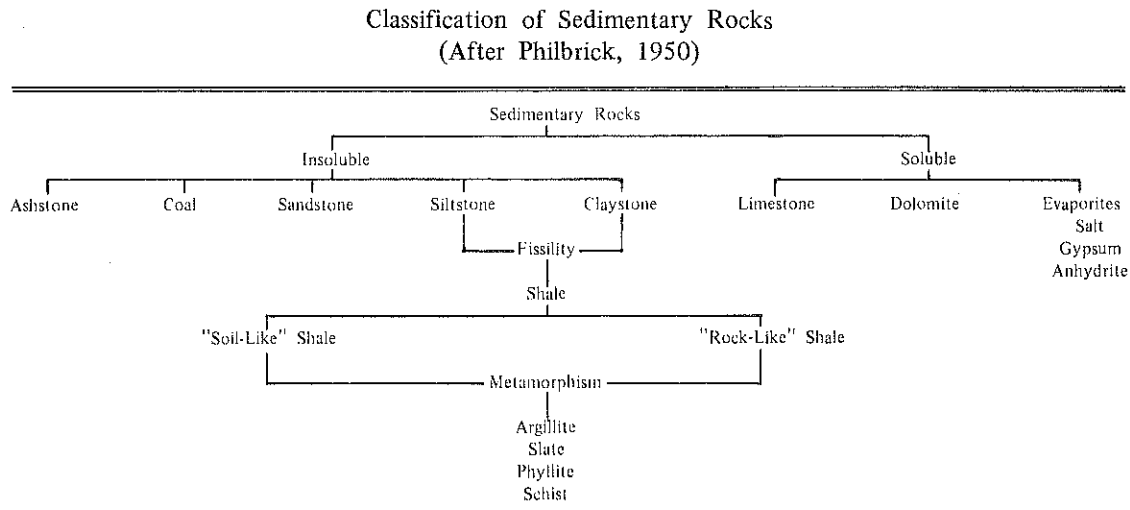 Classification of Sedimentary Rocks
(After Philbrick, 1950)
Sedimentary Rocks
Insoluble Soluble
Ashstone Coal Sandstone Siltstone Claystone Limestone Dolomite Evaporites
Salt
Gypsum
Anhydrite
Fissility
Shale
"Soil-Like" Shale "Rock-Like" Shale
Metamorphism
Argillite
Slate
Phyllite
Schist